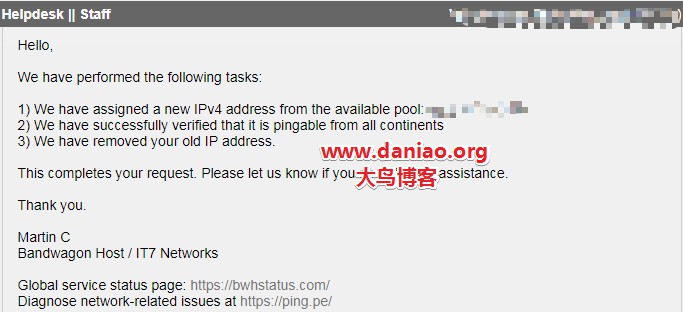 Helpdesk || Staff
Hello,
We have performed the following tasks:
1) We have assigned a new IPv4 address from the available pool:
2) We have successfully verified that it is pingable from all continents
3) We have removed your old IP address.
www.daniao.org
This completes your request. Please let us know if you assistance.
大鸟博客
Thank you.
Martin C
Bandwagon Host / IT7 Networks
Global service status page: https://bwhstatus.com/
Diagnose network-related issues at https://ping.pe/